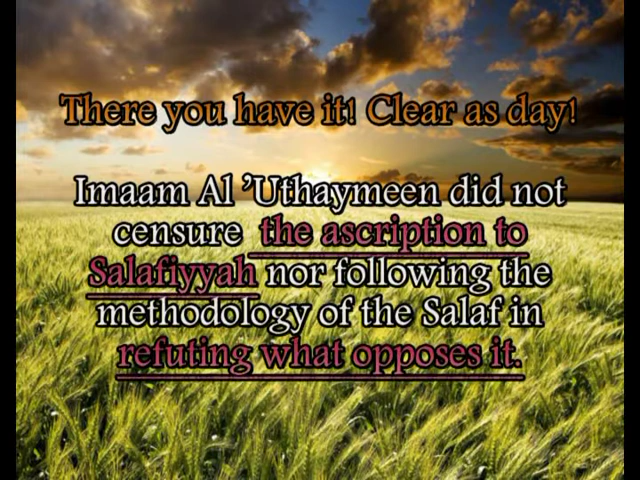 There you have it! Clear as day!
Imaam Al 'Uthaymeen did not
censure the ascription to
Salafiyyah nor following the
methodology of the Salaf in
refuting what opposes it.